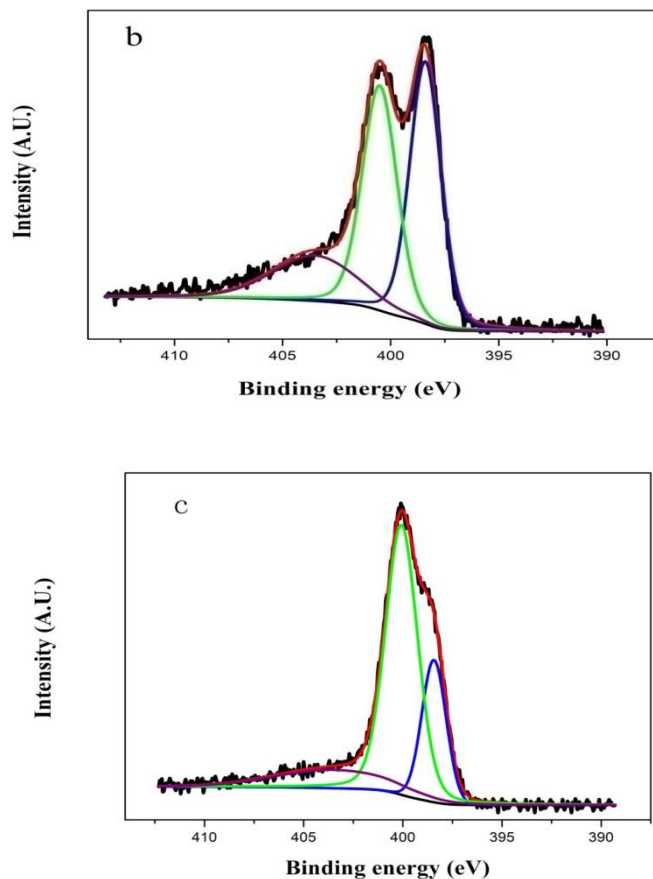 b
Intensity (A.U.)
410 405 400 395 390
Binding energy (eV)
c
Intensity (A.U.)
410 405 400 395 390
Binding energy (eV)